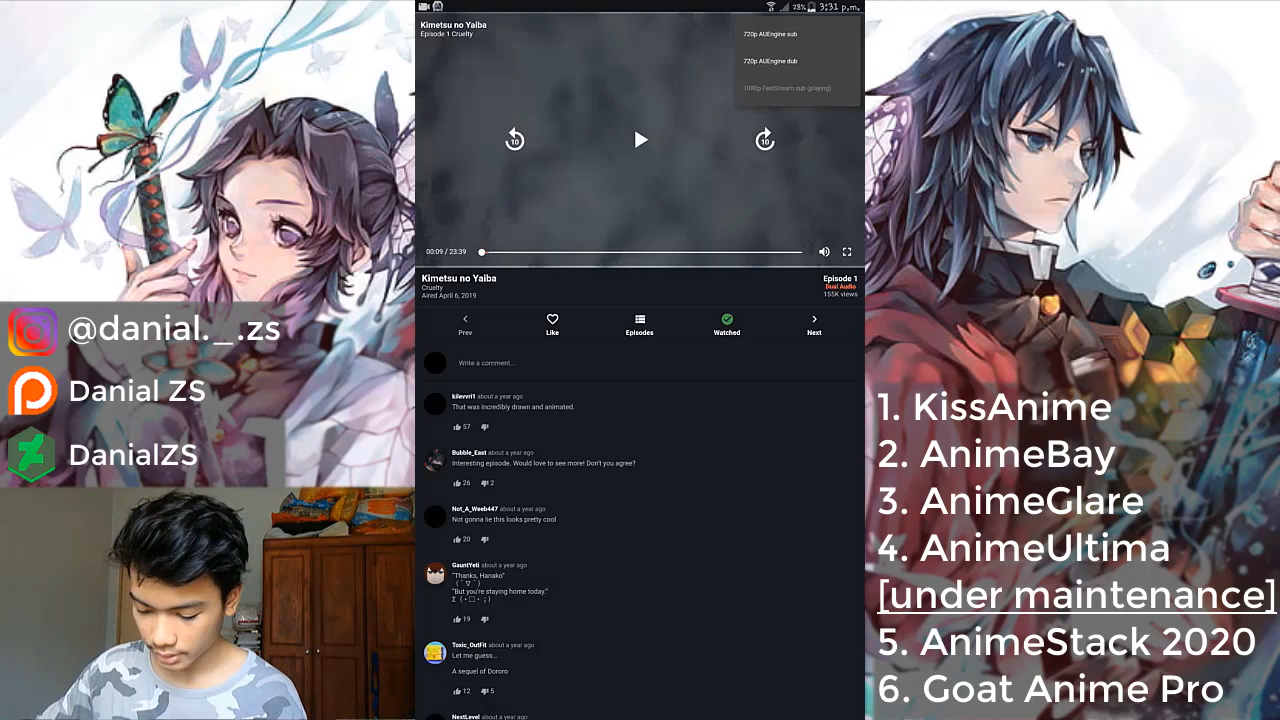 @danial._.zs
Danial ZS
DanialZS
28% 3:31 p.m.
Kimetsu no Yaiba
Episode 1 Cruelty
720p AUEngine sub
720p AUEngine dub
1080p FastStream sub (playing)
10
10
00:09 / 23:39
Kimetsu no Yaiba
Cruelty
Aired April 6, 2019
Episode 1
Dual Audio
155K views
Prev
Like
Episodes
Watched
Next
Write a comment...
kilevvri1 about a year ago
That was incredibly drawn and animated.
57
Bubble_East about a year ago
Interesting episode. Would love to see more! Don't you agree?
26 2
Not_A_Weeb447 about a year ago
Not gonna lie this looks pretty cool
20
GauntYeti about a year ago
"Thanks, Hanako"
"But you're staying home today."
19
Toxic_OutFit about a year ago
Let me guess...
A sequel of Dororo
12 5
NextLevel about a year ago
1. KissAnime
2. AnimeBay
3. AnimeGlare
4. AnimeUltima
[under maintenance]
5. AnimeStack 2020
6. Goat Anime Pro